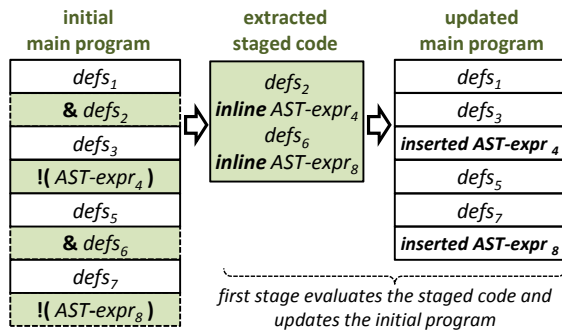 initial
main program
defs1
& defs2
defs3
!( AST-expr4 )
defs5
& defs6
defs7
!( AST-expr8 )
extracted
staged code
defs2
inline AST-expr4
defs6
inline AST-expr8
updated
main program
defs1
defs3
inserted AST-expr 4
defs5
defs7
inserted AST-expr 8
first stage evaluates the staged code and
updates the initial program